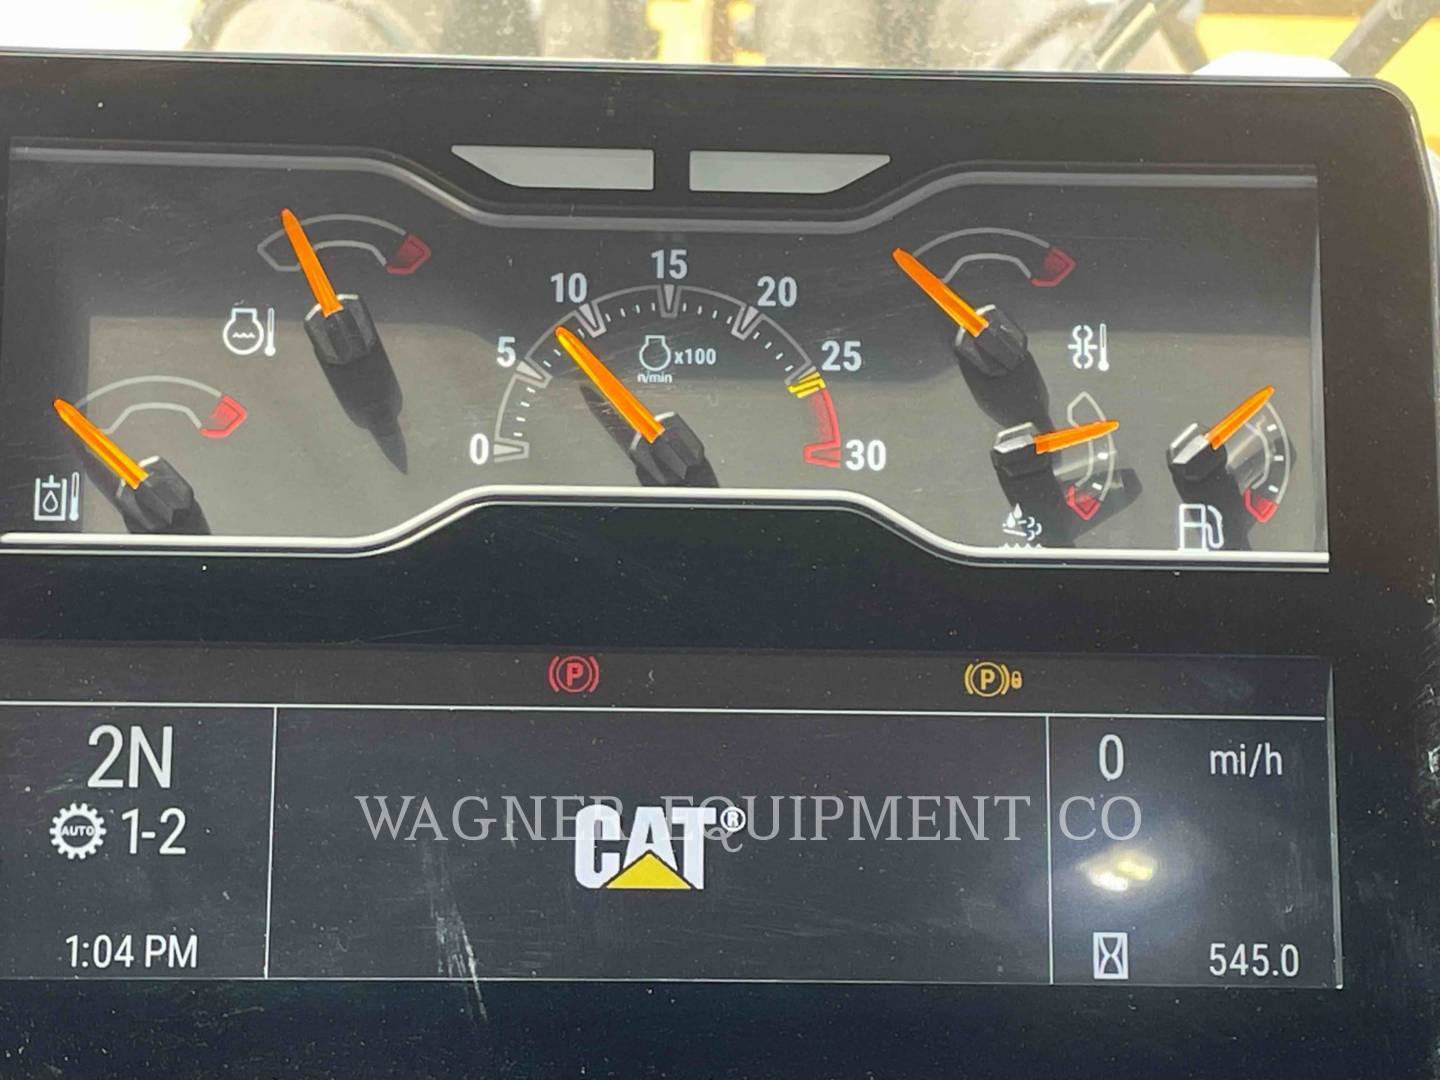 15
10
20
5
x100
25
n/min
0
30
P
P
2N
0 mi/h
AUTO 1-2
CAT®
WAGNER EQUIPMENT CO
1:04 PM
545.0